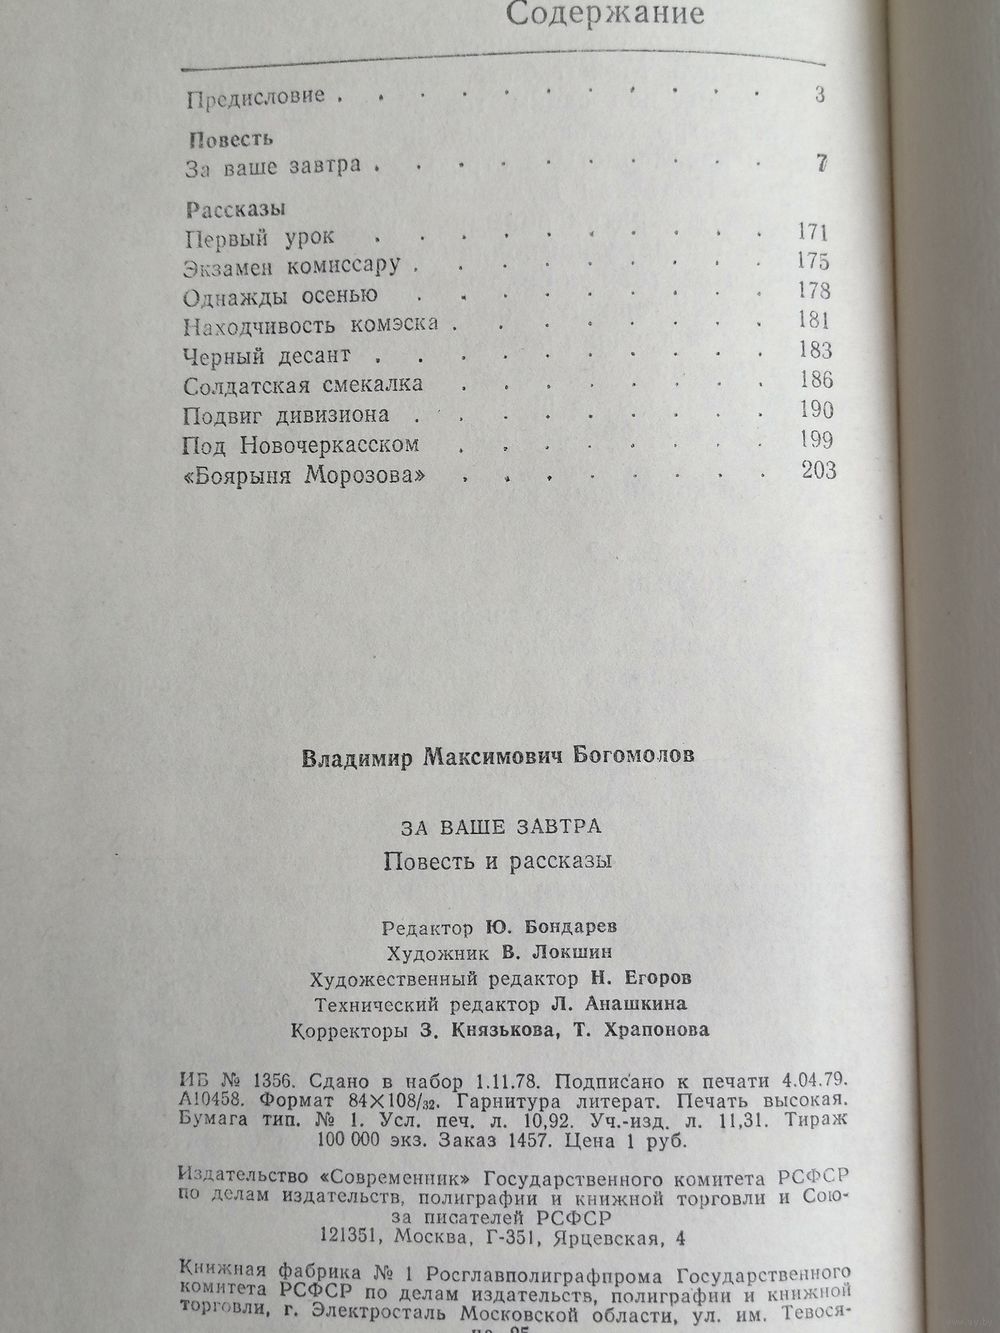 Содержание
Предисловие . . . . . . . . . . . 3
Повесть
За ваше завтра . . . . . . . . . . 7
Рассказы
Первый урок . . . . . . . . . . 171
Экзамен комиссару . . . . . . . . . 175
Однажды осенью . . . . . . . . . 178
Находчивость комэска . . . . . . . . 181
Черный десант . . . . . . . . . . 183
Солдатская смекалка . . . . . . . . 186
Подвиг дивизиона . . . . . . . . . 190
Под Новочеркасском . . . . . . . . 199
«Боярыня Морозова» . . . . . . . . 203
Владимир Максимович Богомолов
ЗА ВАШЕ ЗАВТРА
Повесть и рассказы
Редактор Ю. Бондарев
Художник В. Локшин
Художественный редактор Н. Егоров
Технический редактор Л. Анашкина
Корректоры З. Князькова, Т. Храпонова
ИБ № 1356. Сдано в набор 1.11.78. Подписано к печати 4.04.79.
А10458. Формат 84×108/32. Гарнитура литерат. Печать высокая.
Бумага тип. № 1. Усл. печ. л. 10,92. Уч.-изд. л. 11,31. Тираж
100 000 экз. Заказ 1457. Цена 1 руб.
Издательство «Современник» Государственного комитета РСФСР
по делам издательств, полиграфии и книжной торговли и Сою-
за писателей РСФСР
121351, Москва, Г-351, Ярцевская, 4
Книжная фабрика № 1 Росглавполиграфпрома Государственного
комитета РСФСР по делам издательств, полиграфии и книжной
торговли, г. Электросталь Московской области, ул. им. Тевося-